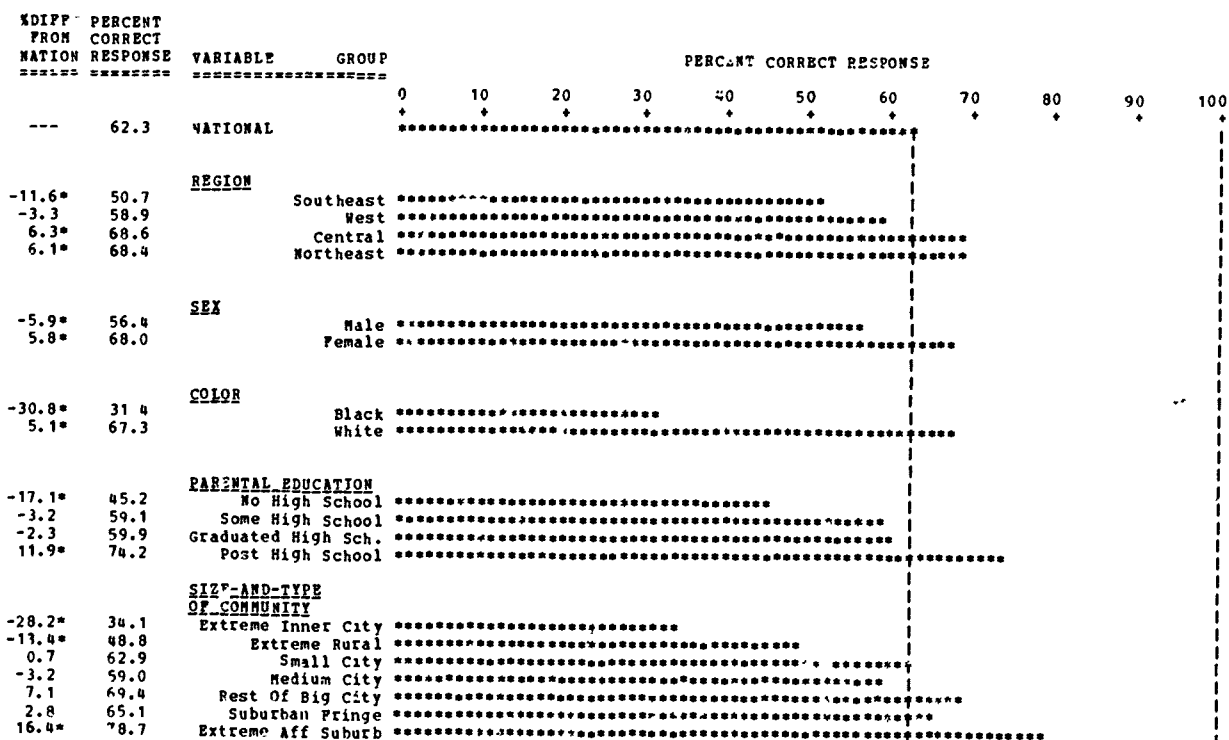 %DIFF PERCENT
FROM CORRECT
NATION RESPONSE VARIABLE GROUP PERCENT CORRECT RESPONSE
====== ======== ====================
0 10 20 40 50 60 70 80 90 100
--- 62.3 NATIONAL
REGION
-11.6* 50.7 Southeast
-3.3 58.9 West
6.3* 68.6 Central
6.1* 68.4 Northeast
SEX
-5.9* 56.4 Male
5.8* 68.0 Female
COLOR
-30.8* 31 4 Black
5.1* 67.3 White
PARENTAL EDUCATION
-17.1* 45.2 No High School
-3.2 59.1 Some High School
-2.3 59.9 Graduated High Sch.
11.9* 74.2 Post High School
SIZE-AND-TYPE
OF COMMUNITY
-28.2* 34.1 Extreme Inner City
-13.4* 48.8 Extreme Rural
0.7 62.9 Small City
-3.2 59.0 Medium City
7.1 69.4 Rest Of Big City
2.8 65.1 Suburban Fringe
16.4* 78.7 Extreme Aff Suburb